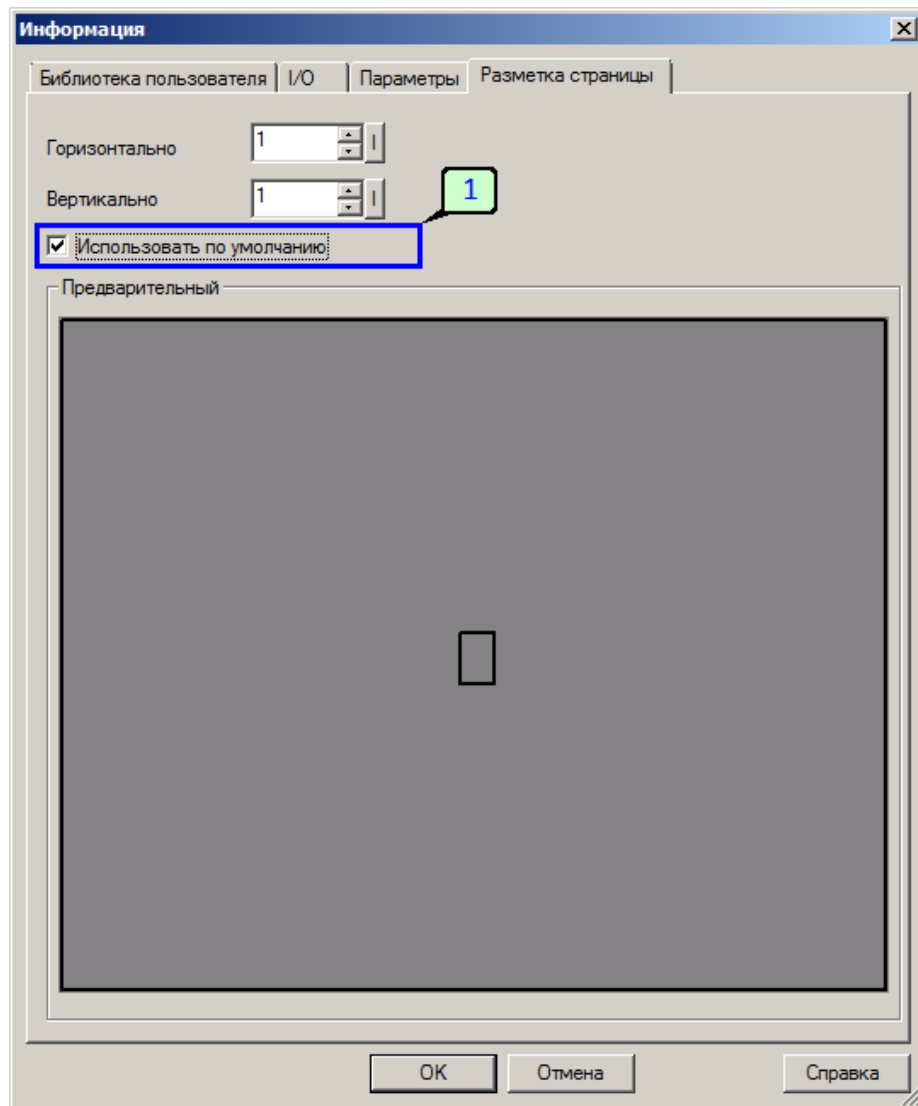 Информация
Библиотека пользователя I/O Параметры Разметка страницы
Горизонтально 1 I
Вертикально 1 I
1
Использовать по умолчанию
Предварительный
OK Отмена Справка